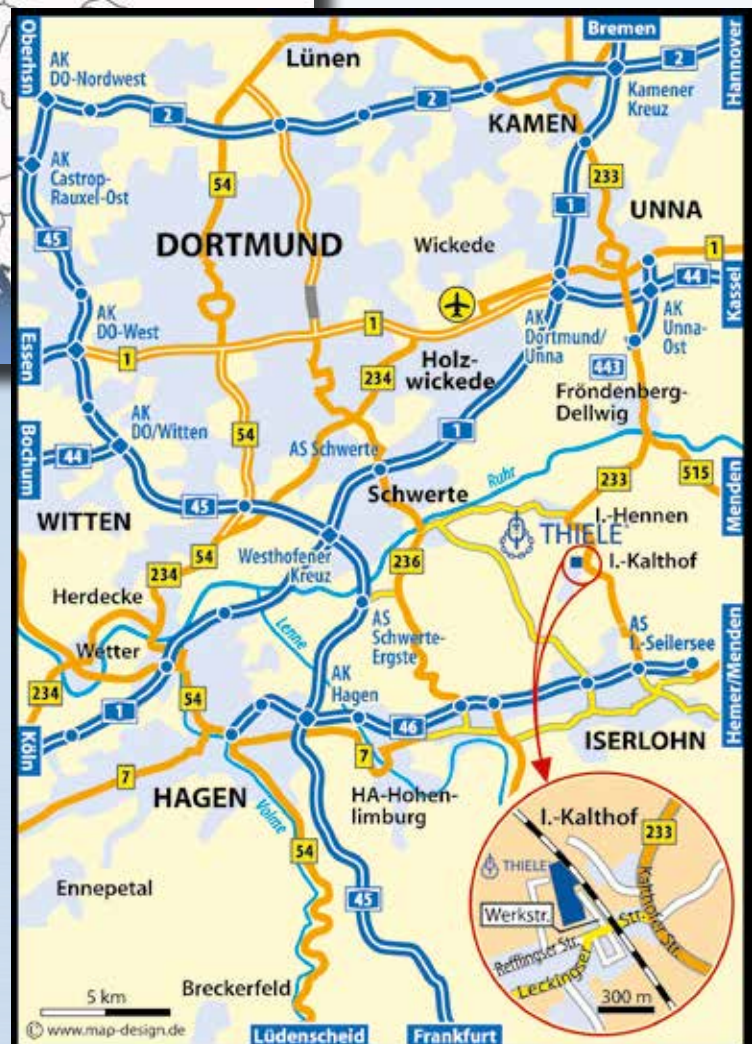 Oberhsn
AK
DO-Nordwest
Lünen
Bremen
2
Hannover
2
2
Kamener
Kreuz
KAMEN
AK
Castrop-
Rauxel-Ost
54
233
1
UNNA
45
DORTMUND
Wickede
1
44
Kassel
AK
DO-West
Essen
1
1
AK
Dortmund/
Unna
AK
Unna-
Ost
Holz-
wickede
234
443
Fröndenberg-
Dellwig
AK
DO/Witten
Bochum
44
54
AS Schwerte
1
Ruhr
Schwerte
233
515
Menden
45
WITTEN
I.-Hennen
THIELE
54
Westhofener
Kreuz
236
I.-Kalthof
234
Herdecke
Lenne
AS
Schwerte-
Ergste
AS
I.-Seilersee
Wetter
AK
Hagen
Hemer/Menden
234
54
1
46
Köln
ISERLOHN
7
7
HAGEN
HA-Hohen-
limburg
Volme
I.-Kalthof
233
54
THIELE
Kalthofer Str.
Ennepetal
45
Werkstr.
Refflingser Str.
Leckingser Str.
Breckerfeld
5 km
300 m
© www.map-design.de
Lüdenscheid
Frankfurt